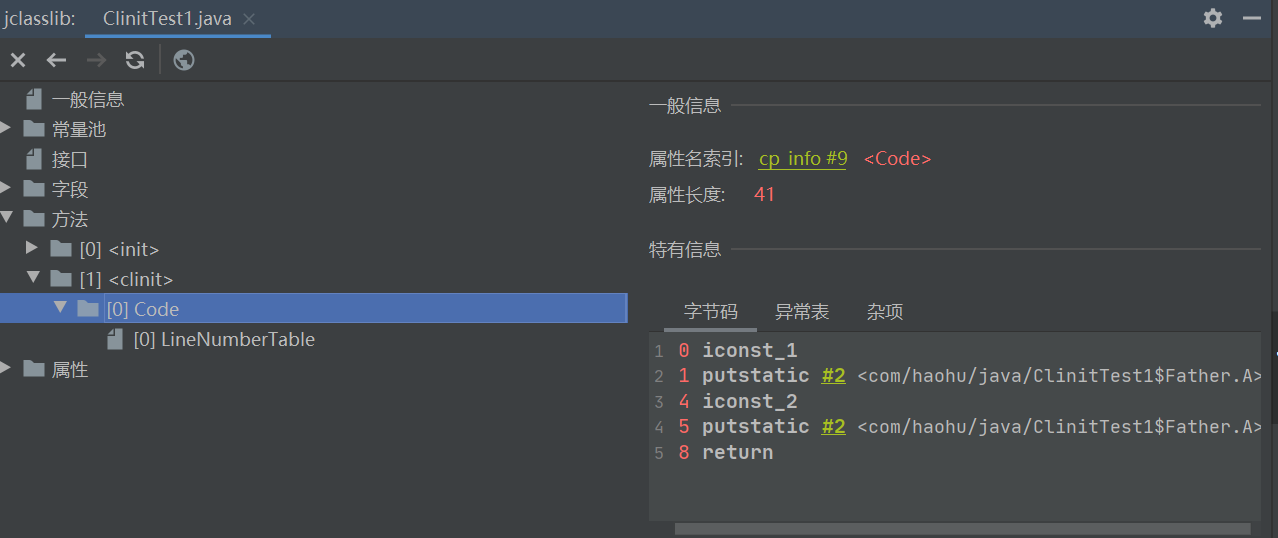 jclasslib: ClinitTest1.java
一般信息
常量池
接口
字段
方法
[0] <init>
[1] <clinit>
[0] Code
[0] LineNumberTable
属性
一般信息
属性名索引: cp_info #9 <Code>
属性长度: 41
特有信息
字节码 异常表 杂项
1 0 iconst_1
2 1 putstatic #2 <com/haohu/java/ClinitTest1$Father.A>
3 4 iconst_2
4 5 putstatic #2 <com/haohu/java/ClinitTest1$Father.A>
5 8 return